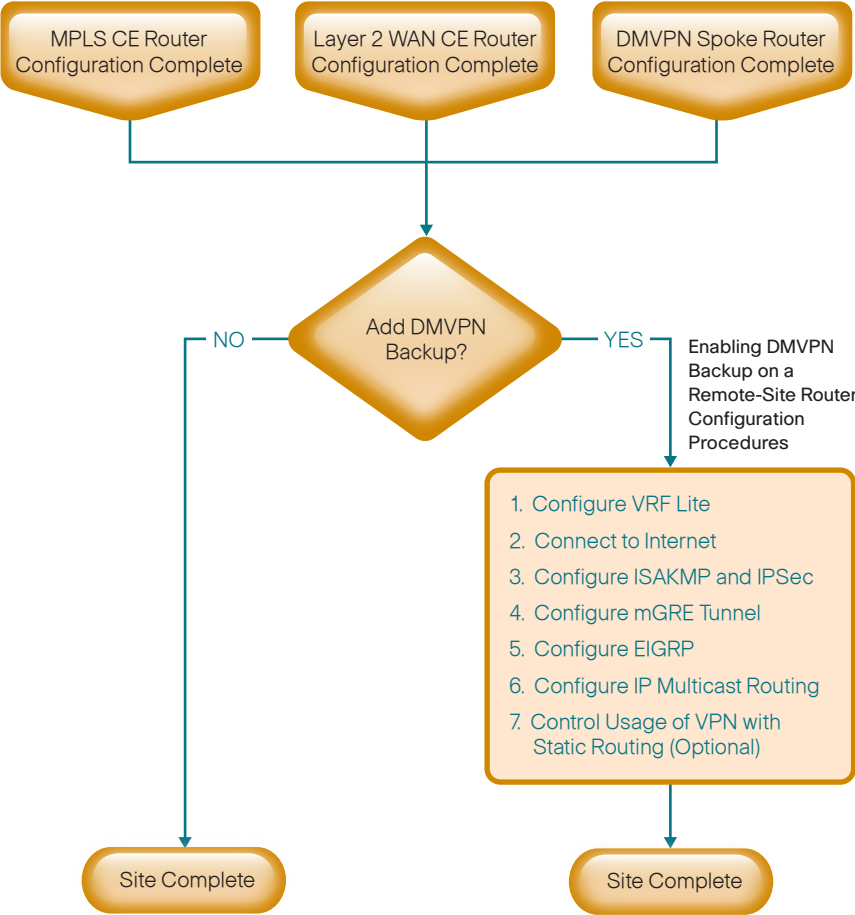 MPLS CE Router
Configuration Complete
Layer 2 WAN CE Router
Configuration Complete
DMVPN Spoke Router
Configuration Complete
Add DMVPN
Backup?
NO
YES
Enabling DMVPN
Backup on a
Remote-Site Router
Configuration
Procedures
1. Configure VRF Lite
2. Connect to Internet
3. Configure ISAKMP and IPSec
4. Configure mGRE Tunnel
5. Configure EIGRP
6. Configure IP Multicast Routing
7. Control Usage of VPN with
Static Routing (Optional)
Site Complete
Site Complete